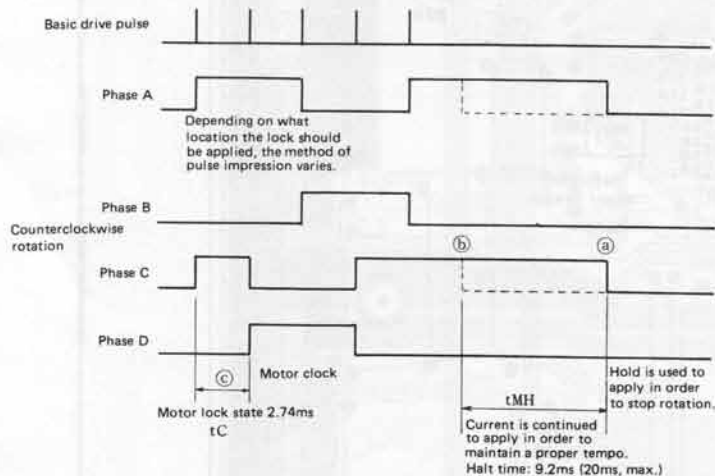 Basic drive pulse
Phase A
Depending on what
location the lock should
be applied, the method of
pulse impression varies.
Phase B
Counterclockwise
rotation
ⓑ
ⓐ
Phase C
Phase D
ⓒ
Motor clock
Motor lock state 2.74ms
tC
tMH
Hold is used to
apply in order
to stop rotation.
Current is continued
to apply in order to
maintain a proper tempo.
Halt time: 9.2ms (20ms, max.)